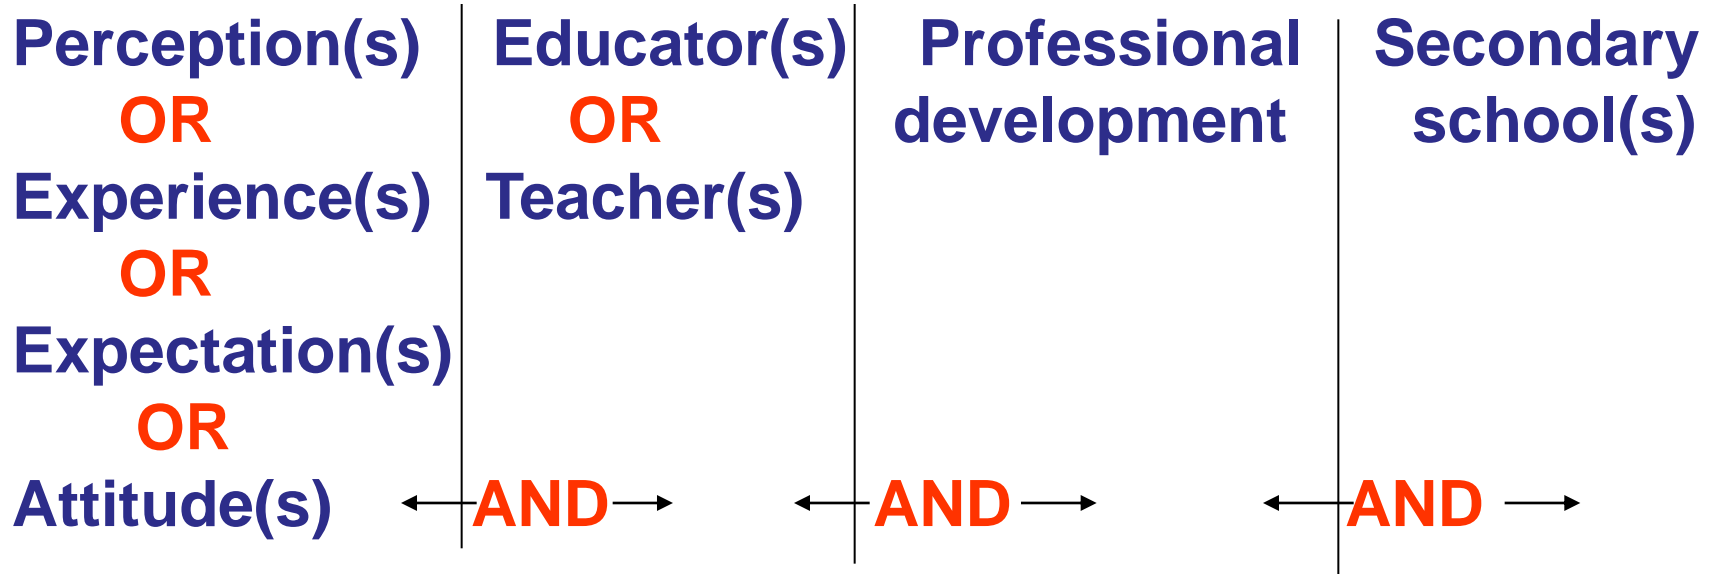 Perception(s) Educator(s) Professional Secondary
OR OR development school(s)
Experience(s) Teacher(s)
OR
Expectation(s)
OR
Attitude(s) AND AND AND